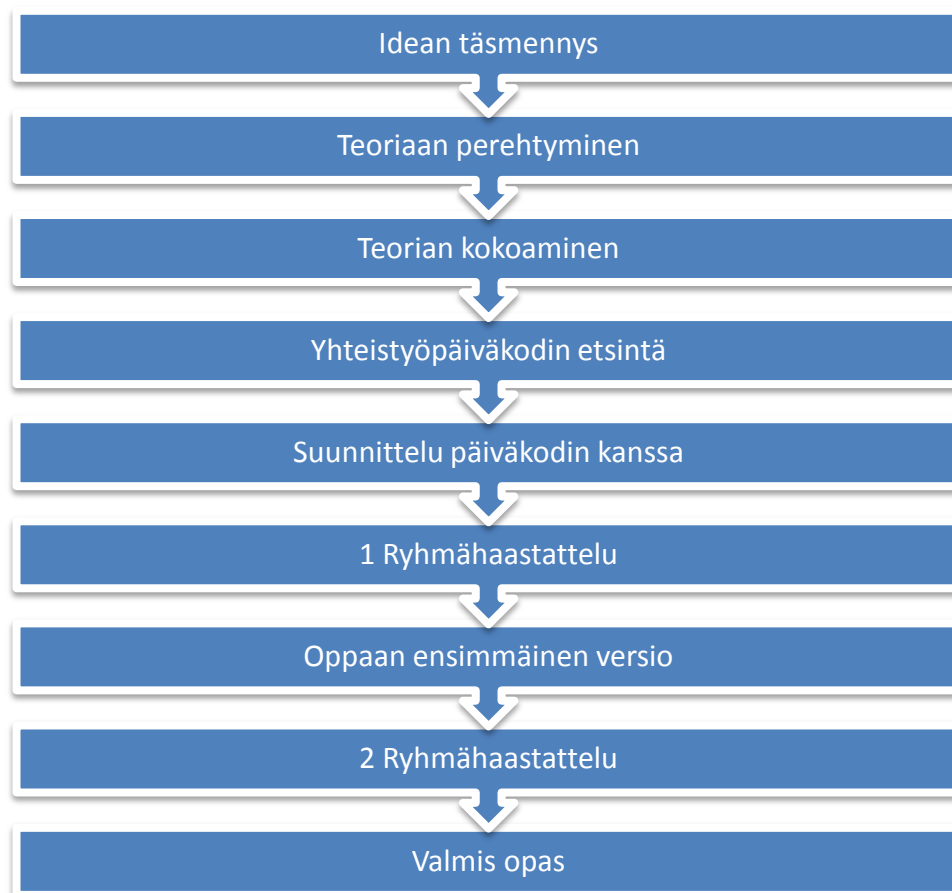 Idean täsmennys
Teoriaan perehtyminen
Teorian kokoaminen
Yhteistyöpäiväkodin etsintä
Suunnittelu päiväkodin kanssa
1 Ryhmähaastattelu
Oppaan ensimmäinen versio
2 Ryhmähaastattelu
Valmis opas